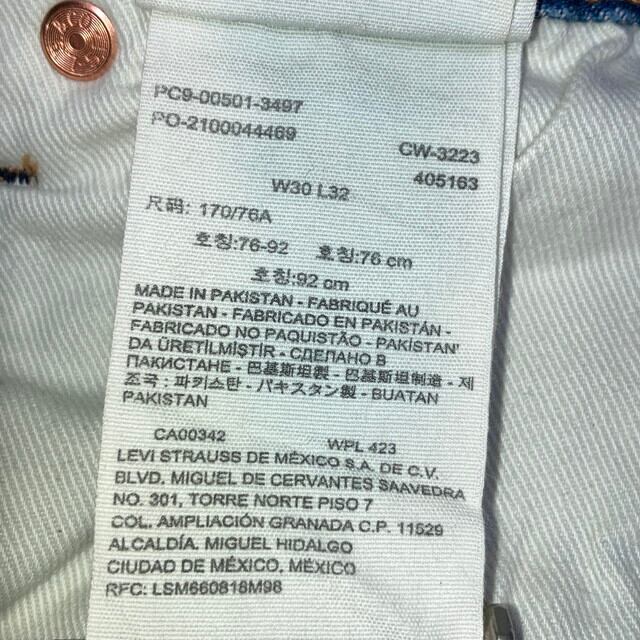 PC9-00501-3497
PO-2100044469
CW-3223
405163
W30 L32
尺码: 170/76A
호칭:76-92 호칭:76 cm
호칭:92 cm
MADE IN PAKISTAN - FABRIQUÉ AU
PAKISTAN - FABRICADO EN PAKISTÁN -
FABRICADO NO PAQUISTÃO - PAKİSTAN'
DA ÜRETİLMİŞTİR - СДЕЛАНО В
ПАКИСТАНЕ - 巴基斯坦製 - 巴基斯坦制造 - 제
조국 : 파키스탄 - パキスタン製 - BUATAN
PAKISTAN
CA00342 WPL 423
LEVI STRAUSS DE MÉXICO S.A. DE C.V.
BLVD. MIGUEL DE CERVANTES SAAVEDRA
NO. 301, TORRE NORTE PISO 7
COL. AMPLIACIÓN GRANADA C.P. 11529
ALCALDÍA. MIGUEL HIDALGO
CIUDAD DE MÉXICO, MÉXICO
RFC: LSM660818M98